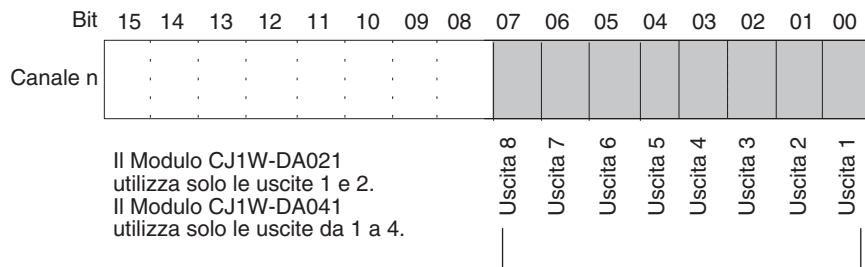 Bit 15 14 13 12 11 10 09 08 07 06 05 04 03 02 01 00
Canale n
Uscita 8 Uscita 7 Uscita 6 Uscita 5 Uscita 4 Uscita 3 Uscita 2 Uscita 1
Il Modulo CJ1W-DA021
utilizza solo le uscite 1 e 2.
Il Modulo CJ1W-DA041
utilizza solo le uscite da 1 a 4.